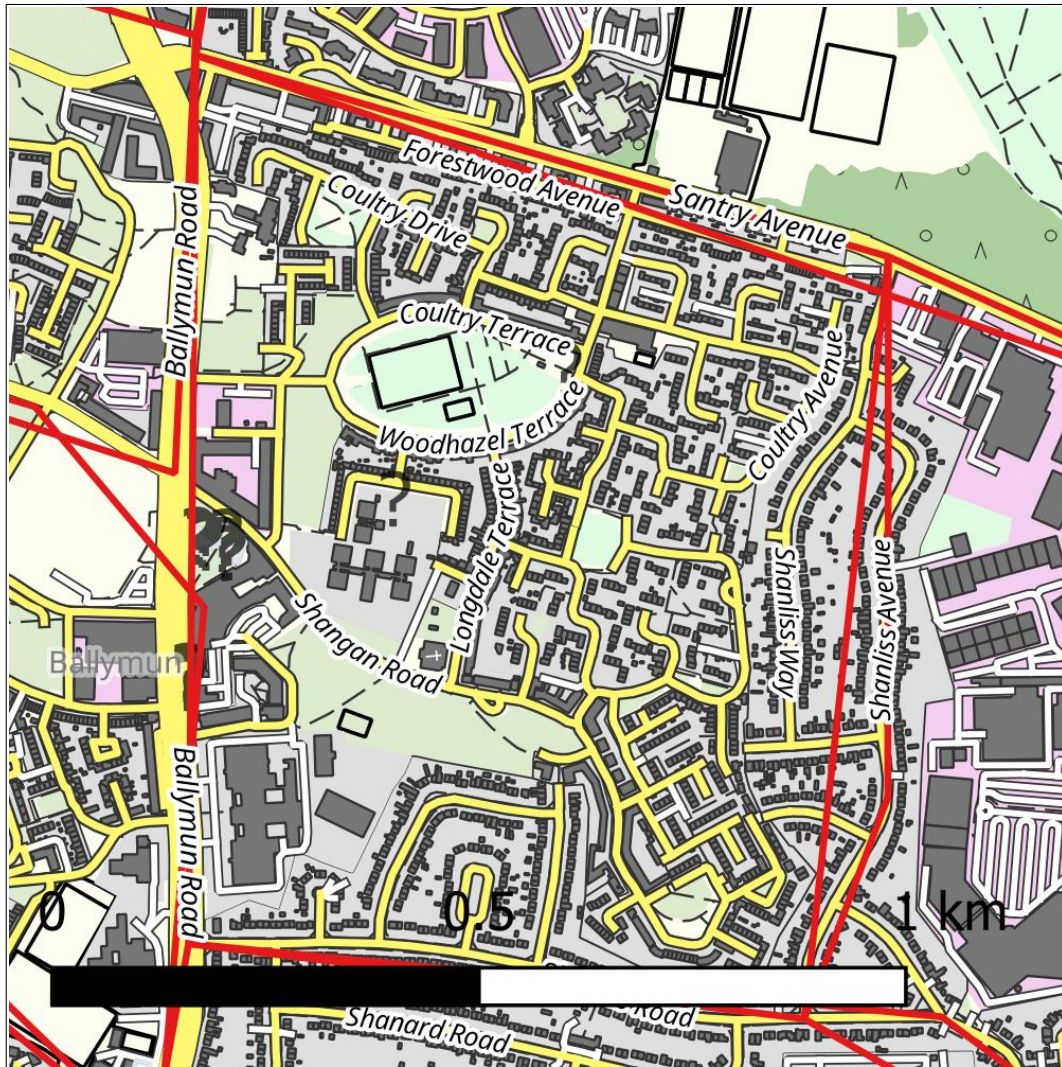 Forestwood Avenue
Santry Avenue
Coultry Drive
Ballymun Road
Coultry Terrace
Coultry Avenue
Woodhazel Terrace
Longdale Terrace
Shanliss Way
Shanliss Avenue
Shangan Road
Ballymun
Ballymun Road
0
0.5
1 km
Road
Shanard Road